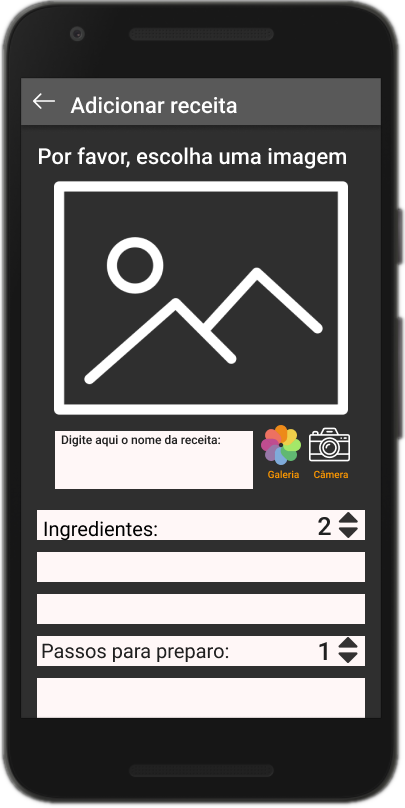 Adicionar receita
Por favor, escolha uma imagem
Digite aqui o nome da receita:
Galeria Câmera
Ingredientes: 2
Passos para preparo: 1